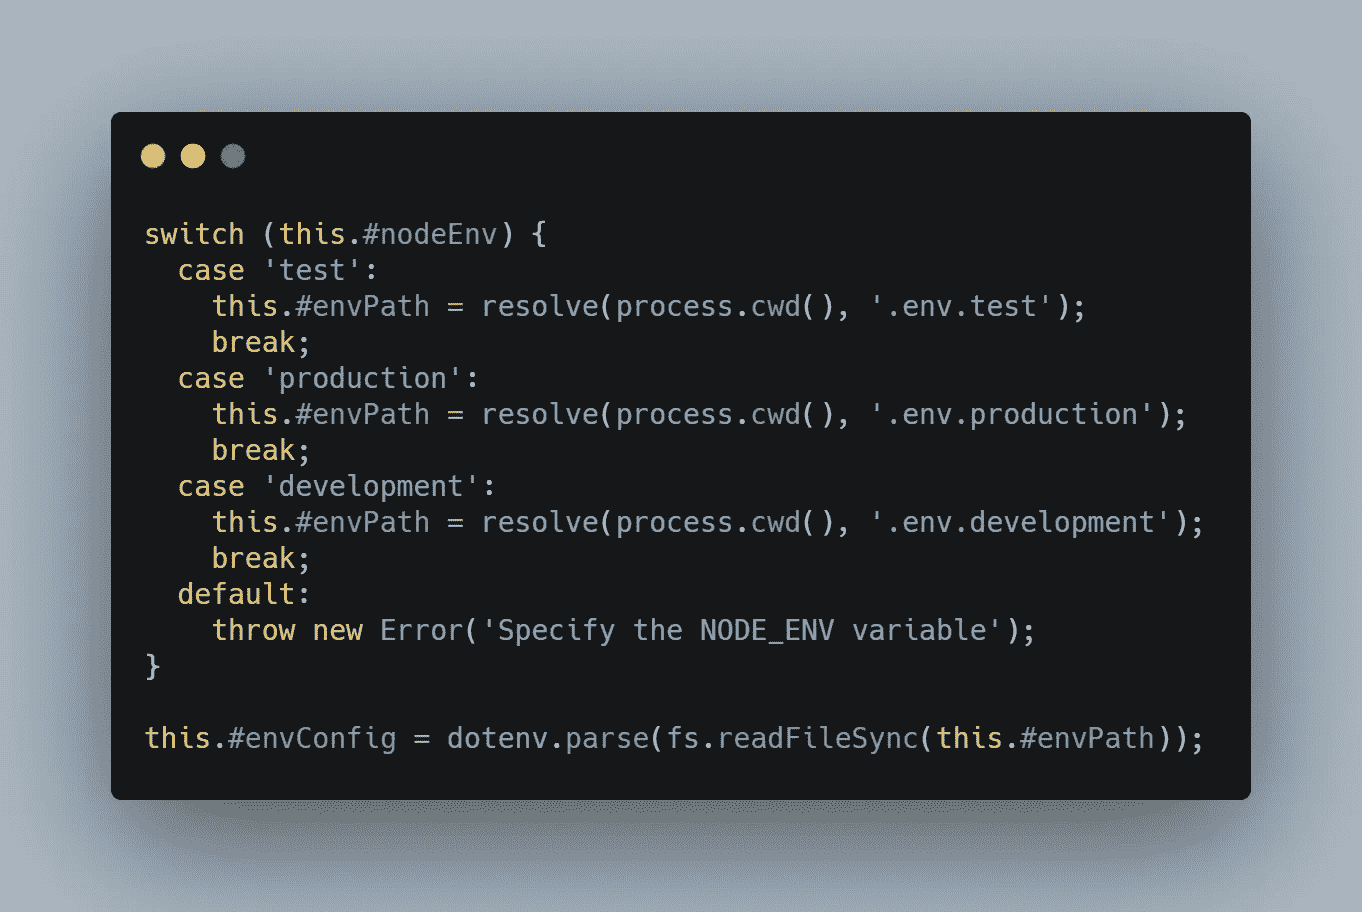 switch (this.#nodeEnv) {
  case 'test':
    this.#envPath = resolve(process.cwd(), '.env.test');
    break;
  case 'production':
    this.#envPath = resolve(process.cwd(), '.env.production');
    break;
  case 'development':
    this.#envPath = resolve(process.cwd(), '.env.development');
    break;
  default:
    throw new Error('Specify the NODE_ENV variable');
}

this.#envConfig = dotenv.parse(fs.readFileSync(this.#envPath));